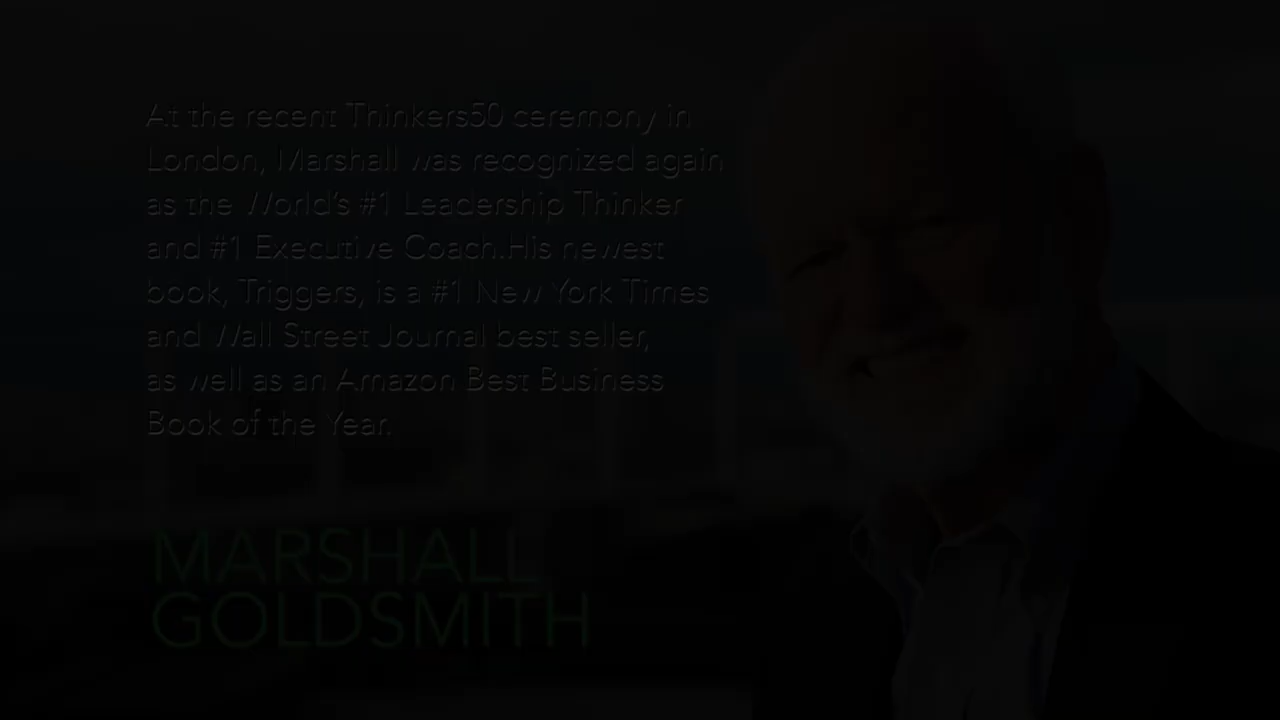 At the recent Thinkers50 ceremony in
London, Marshall was recognized again
as the World's #1 Leadership Thinker
and #1 Executive Coach.His newest
book, Triggers, is a #1 New York Times
and Wall Street Journal best seller,
as well as an Amazon Best Business
Book of the Year.
MARSHALL
GOLDSMITH